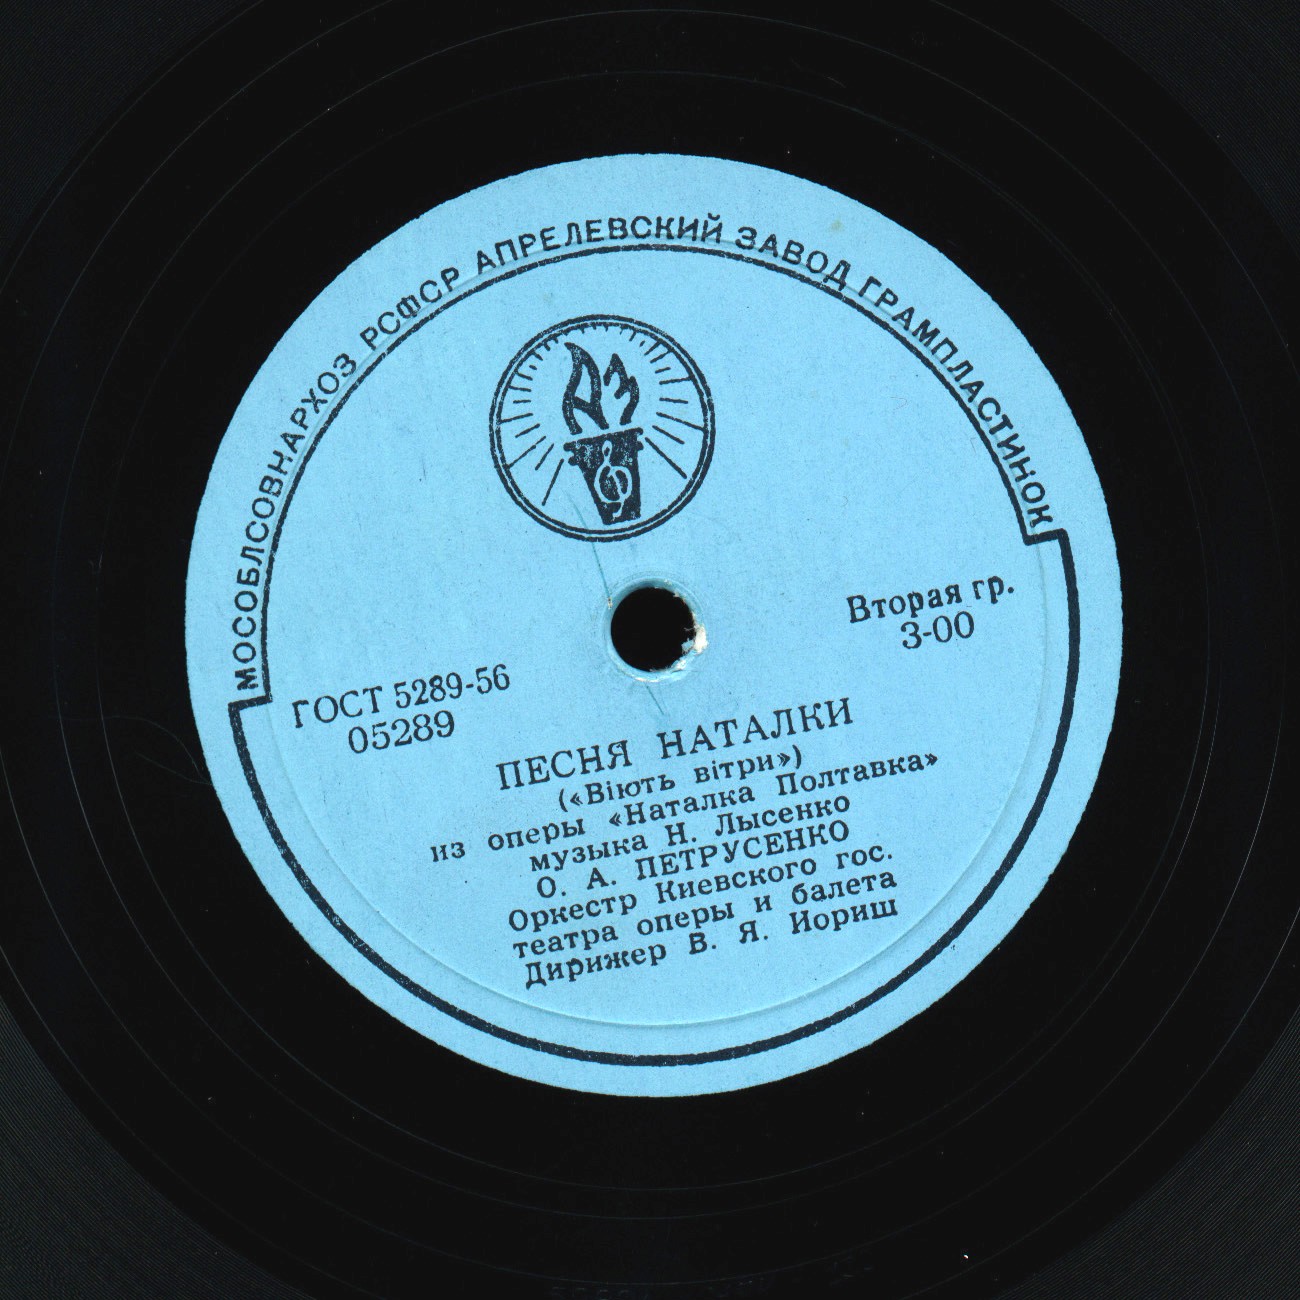 МОСОБЛСОВНАРХОЗ РСФСР АПРЕЛЕВСКИЙ ЗАВОД ГРАМПЛАСТИНОК
АЗ
Вторая гр.
3-00
ГОСТ 5289-56
05289
ПЕСНЯ НАТАЛКИ
(«Віють вітри»)
из оперы «Наталка Полтавка»
музыка Н. Лысенко
О. А. ПЕТРУСЕНКО
Оркестр Киевского гос.
театра оперы и балета
Дирижер В. Я. Иориш